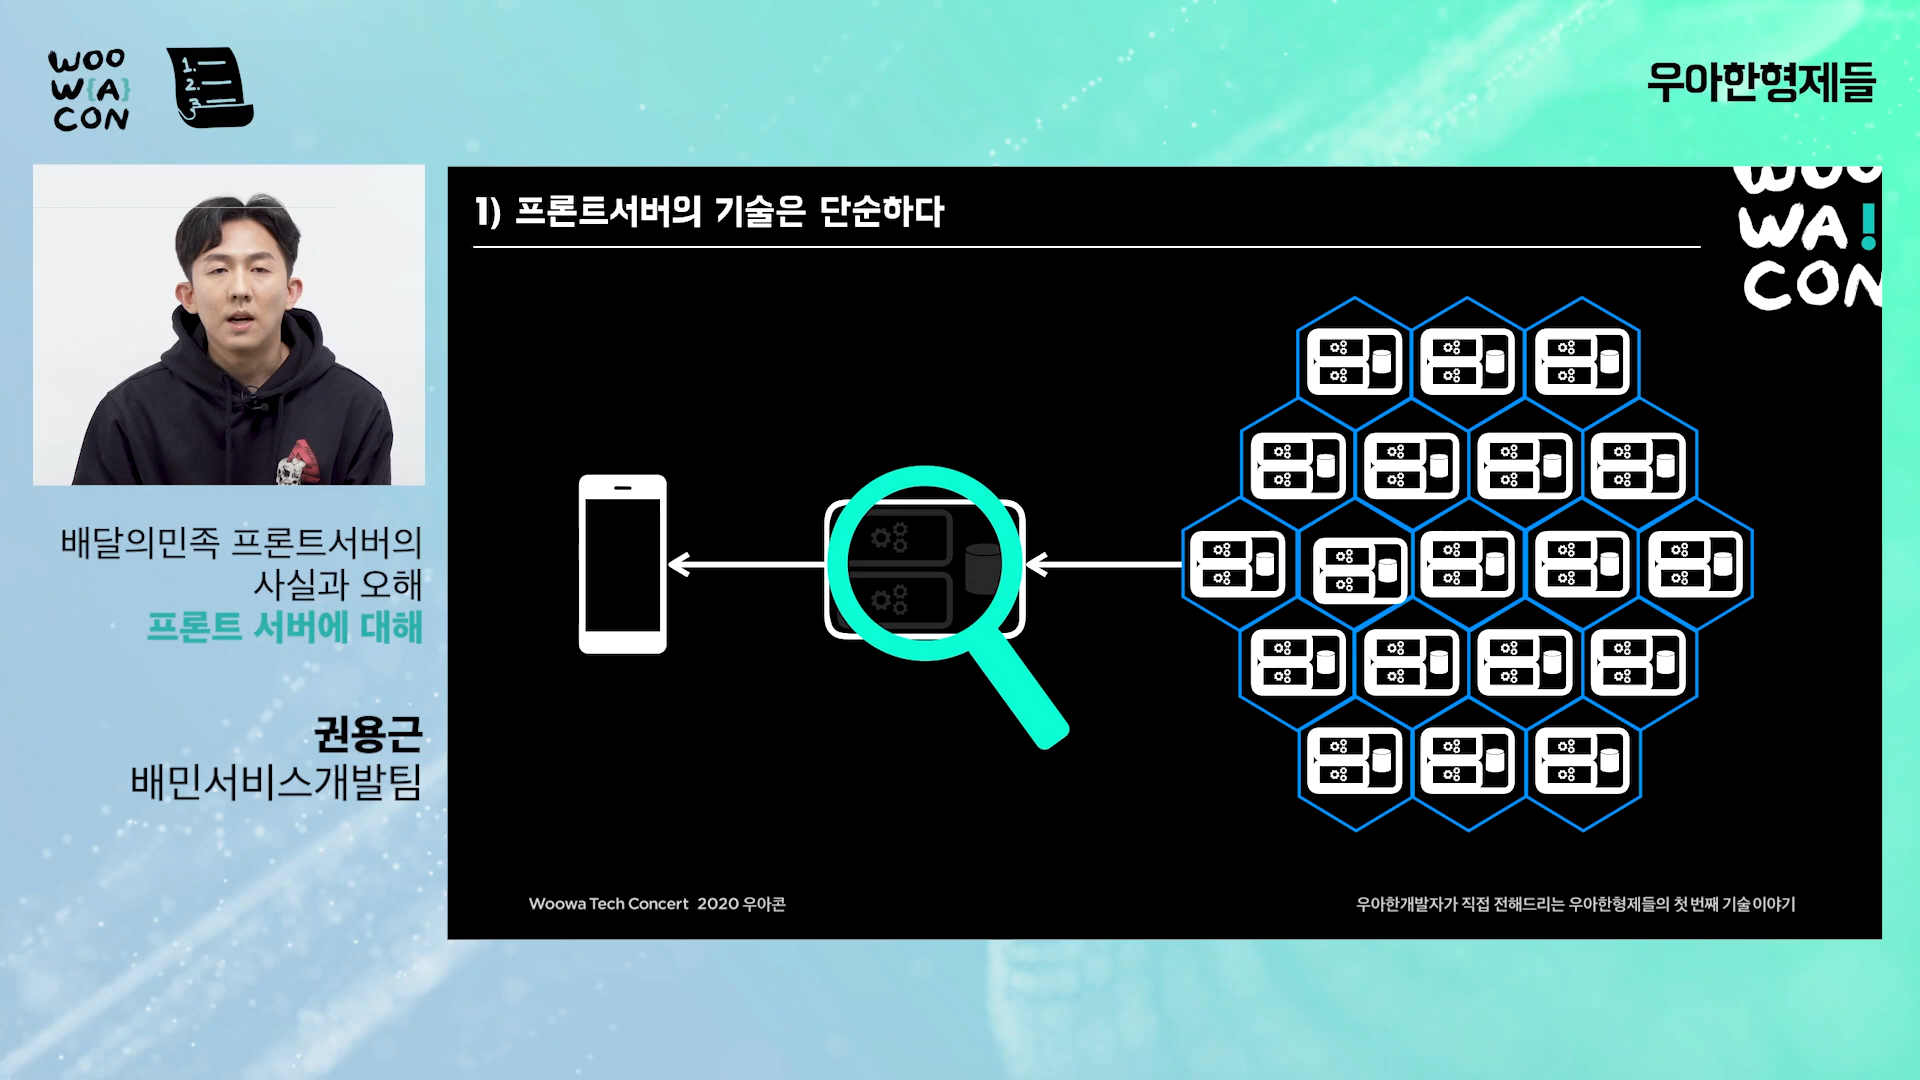 WOO
W{A}
CON
1.
2.
3.
우아한형제들
1) 프론트서버의 기술은 단순하다
WOO
WA!
CON
배달의민족 프론트서버의
사실과 오해
프론트 서버에 대해
권용근
배민서비스개발팀
Woowa Tech Concert 2020 우아콘
우아한개발자가 직접 전해드리는 우아한형제들의 첫 번째 기술 이야기